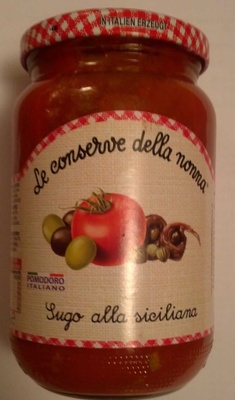 IN ITALIEN ERZEUGT
Le conserve della nonna
POMODORO
ITALIANO
Sugo alla siciliana